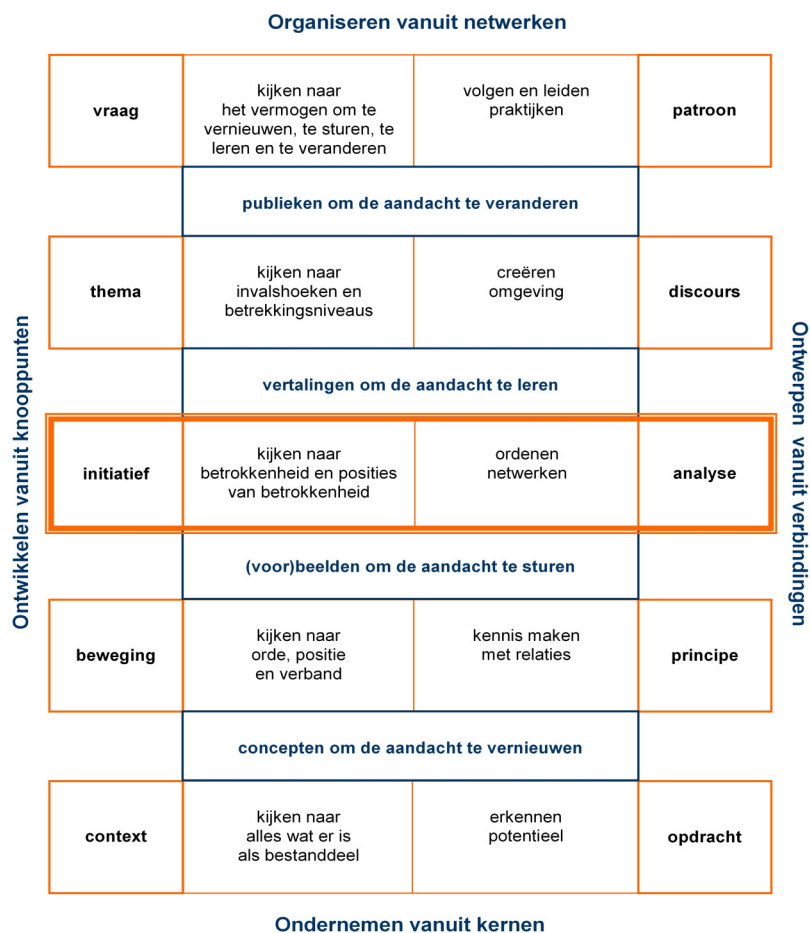 Organiseren vanuit netwerken
vraag
kijken naar
het vermogen om te
vernieuwen, te sturen, te
leren en te veranderen
volgen en leiden
praktijken
patroon
publieken om de aandacht te veranderen
thema
kijken naar
invalshoeken en
betrekkingsniveaus
creëren
omgeving
discours
vertalingen om de aandacht te leren
initiatief
kijken naar
betrokkenheid en posities
van betrokkenheid
ordenen
netwerken
analyse
(voor)beelden om de aandacht te sturen
beweging
kijken naar
orde, positie
en verband
kennis maken
met relaties
principe
concepten om de aandacht te vernieuwen
context
kijken naar
alles wat er is
als bestanddeel
erkennen
potentieel
opdracht
Ondernemen vanuit kernen
Ontwikkelen vanuit knooppunten
Ontwerpen vanuit verbindingen